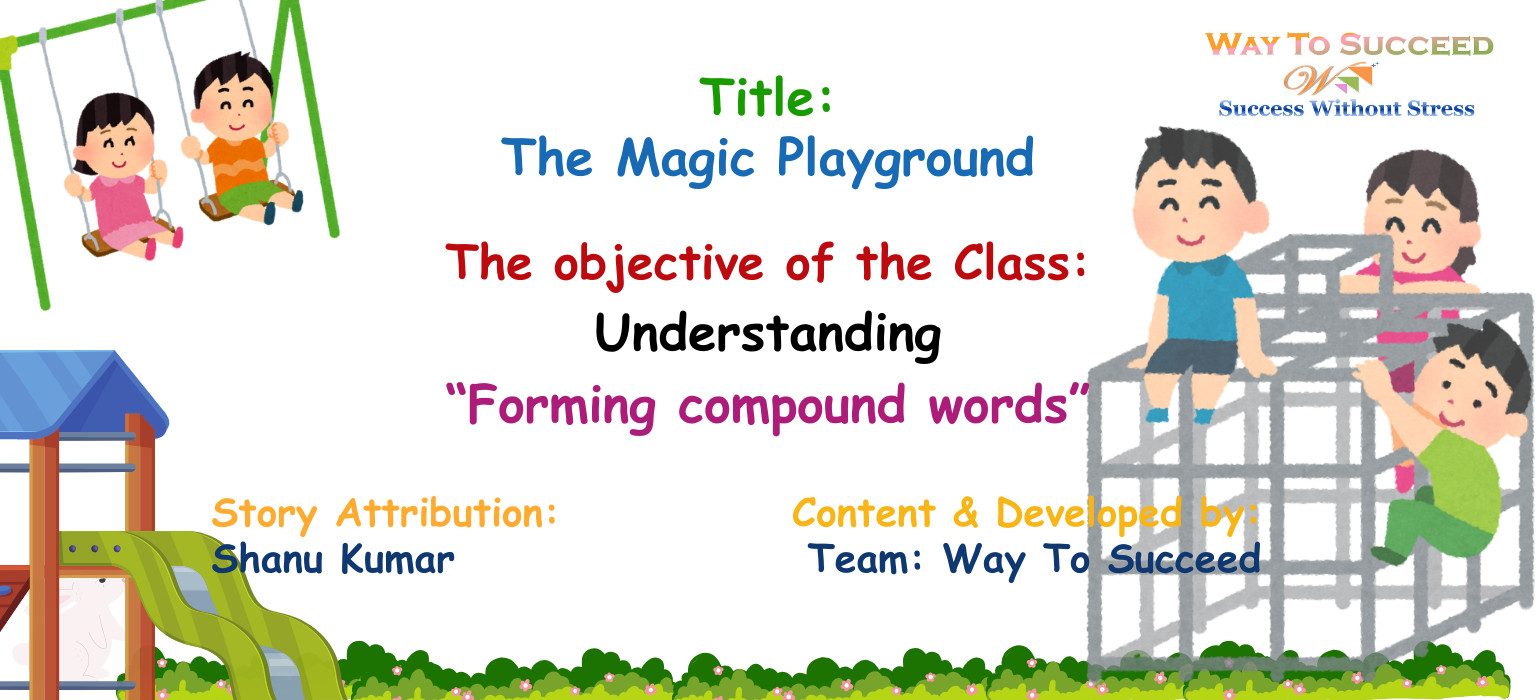 WAY TO SUCCEED
Success Without Stress
Title:
The Magic Playground
The objective of the Class:
Understanding
“Forming compound words”
Story Attribution:
Shanu Kumar
Content & Developed by:
Team: Way To Succeed